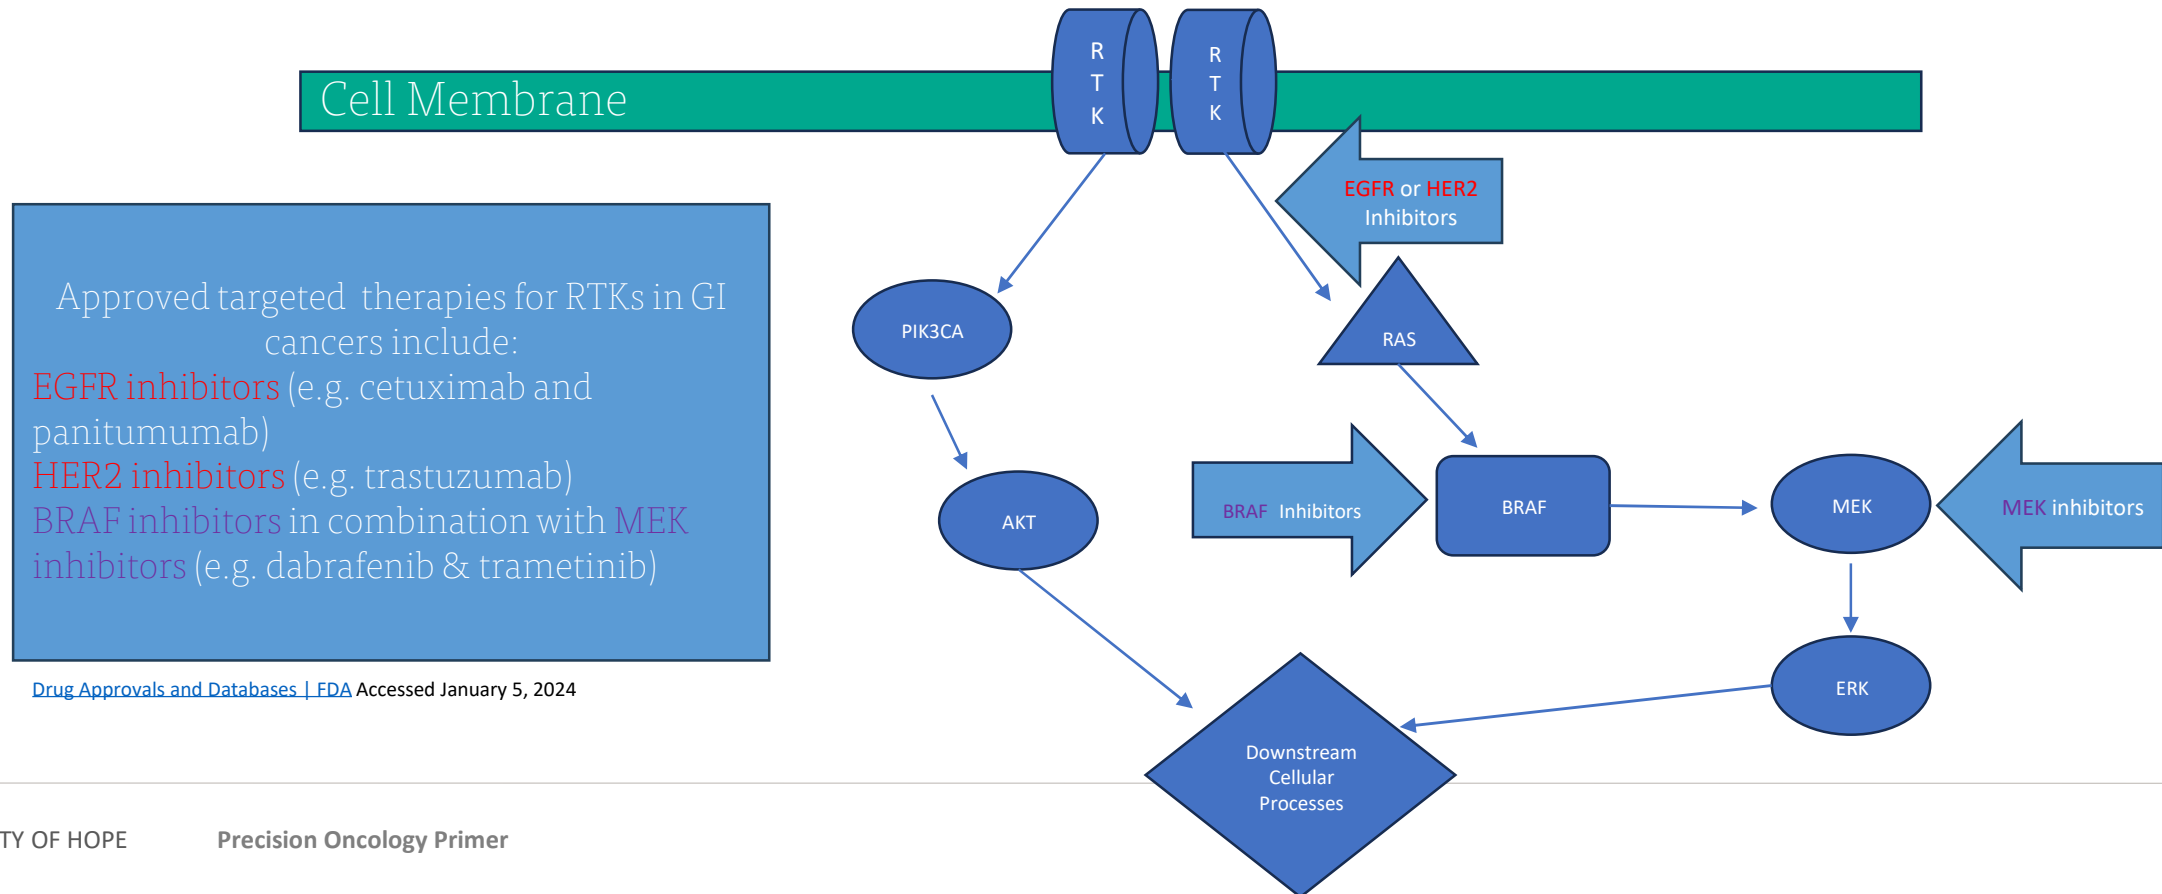 R
T
K
R
T
K
Cell Membrane
EGFR or HER2
Inhibitors
Approved targeted therapies for RTKs in GI
cancers include:
EGFR inhibitors (e.g. cetuximab and
panitumumab)
HER2 inhibitors (e.g. trastuzumab)
BRAF inhibitors in combination with MEK
inhibitors (e.g. dabrafenib & trametinib)
PIK3CA
RAS
BRAF Inhibitors
BRAF
MEK
MEK inhibitors
AKT
ERK
Drug Approvals and Databases | FDA Accessed January 5, 2024
Downstream
Cellular
Processes
TY OF HOPE
Precision Oncology Primer